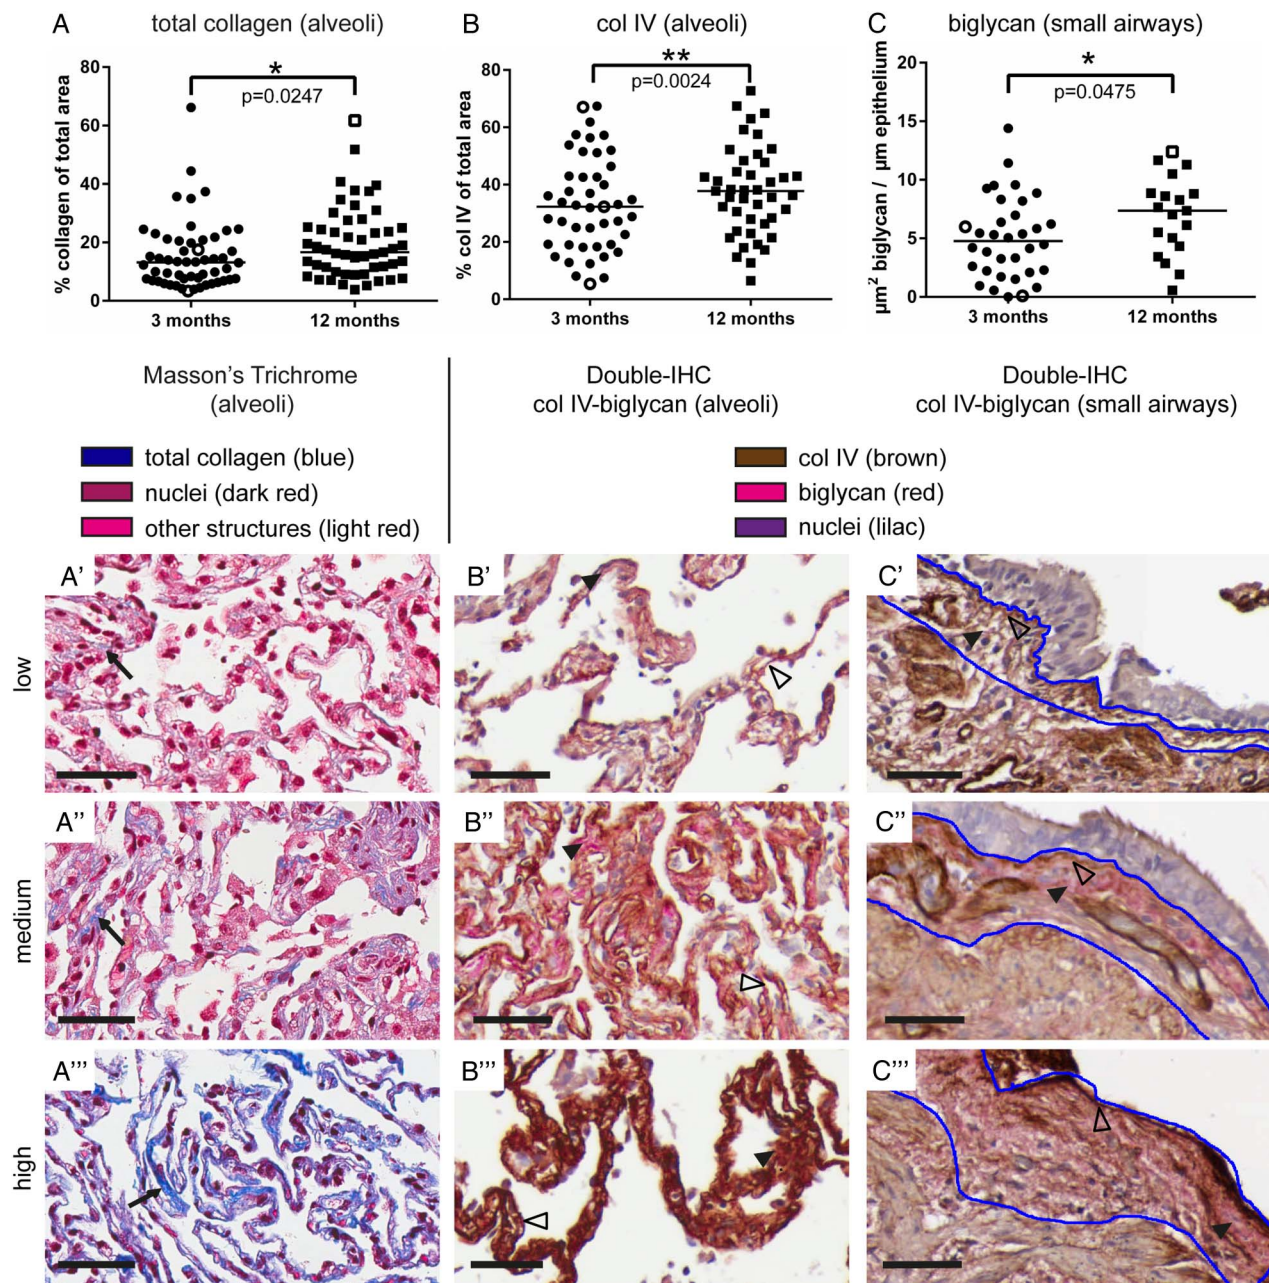 A total collagen (alveoli)
% collagen of total area
80
60
40
20
0
*
p=0.0247
3 months 12 months
B col IV (alveoli)
% col IV of total area
80
60
40
20
0
**
p=0.0024
3 months 12 months
C biglycan (small airways)
µm² biglycan / µm epithelium
20
15
10
5
0
*
p=0.0475
3 months 12 months
Masson's Trichrome
(alveoli)
total collagen (blue)
nuclei (dark red)
other structures (light red)
Double-IHC
col IV-biglycan (alveoli)
Double-IHC
col IV-biglycan (small airways)
col IV (brown)
biglycan (red)
nuclei (lilac)
low
A'
B'
C'
medium
A''
B''
C''
high
A'''
B'''
C'''